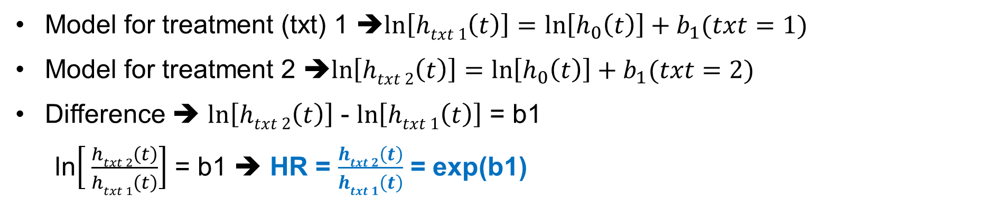 • Model for treatment (txt) 1 ➔ ln[h_{txt 1}(t)] = ln[h_0(t)] + b_1(txt = 1)
• Model for treatment 2 ➔ ln[h_{txt 2}(t)] = ln[h_0(t)] + b_1(txt = 2)
• Difference ➔ ln[h_{txt 2}(t)] - ln[h_{txt 1}(t)] = b1
ln[\frac{h_{txt 2}(t)}{h_{txt 1}(t)}] = b1 ➔ HR = \frac{h_{txt 2}(t)}{h_{txt 1}(t)} = exp(b1)